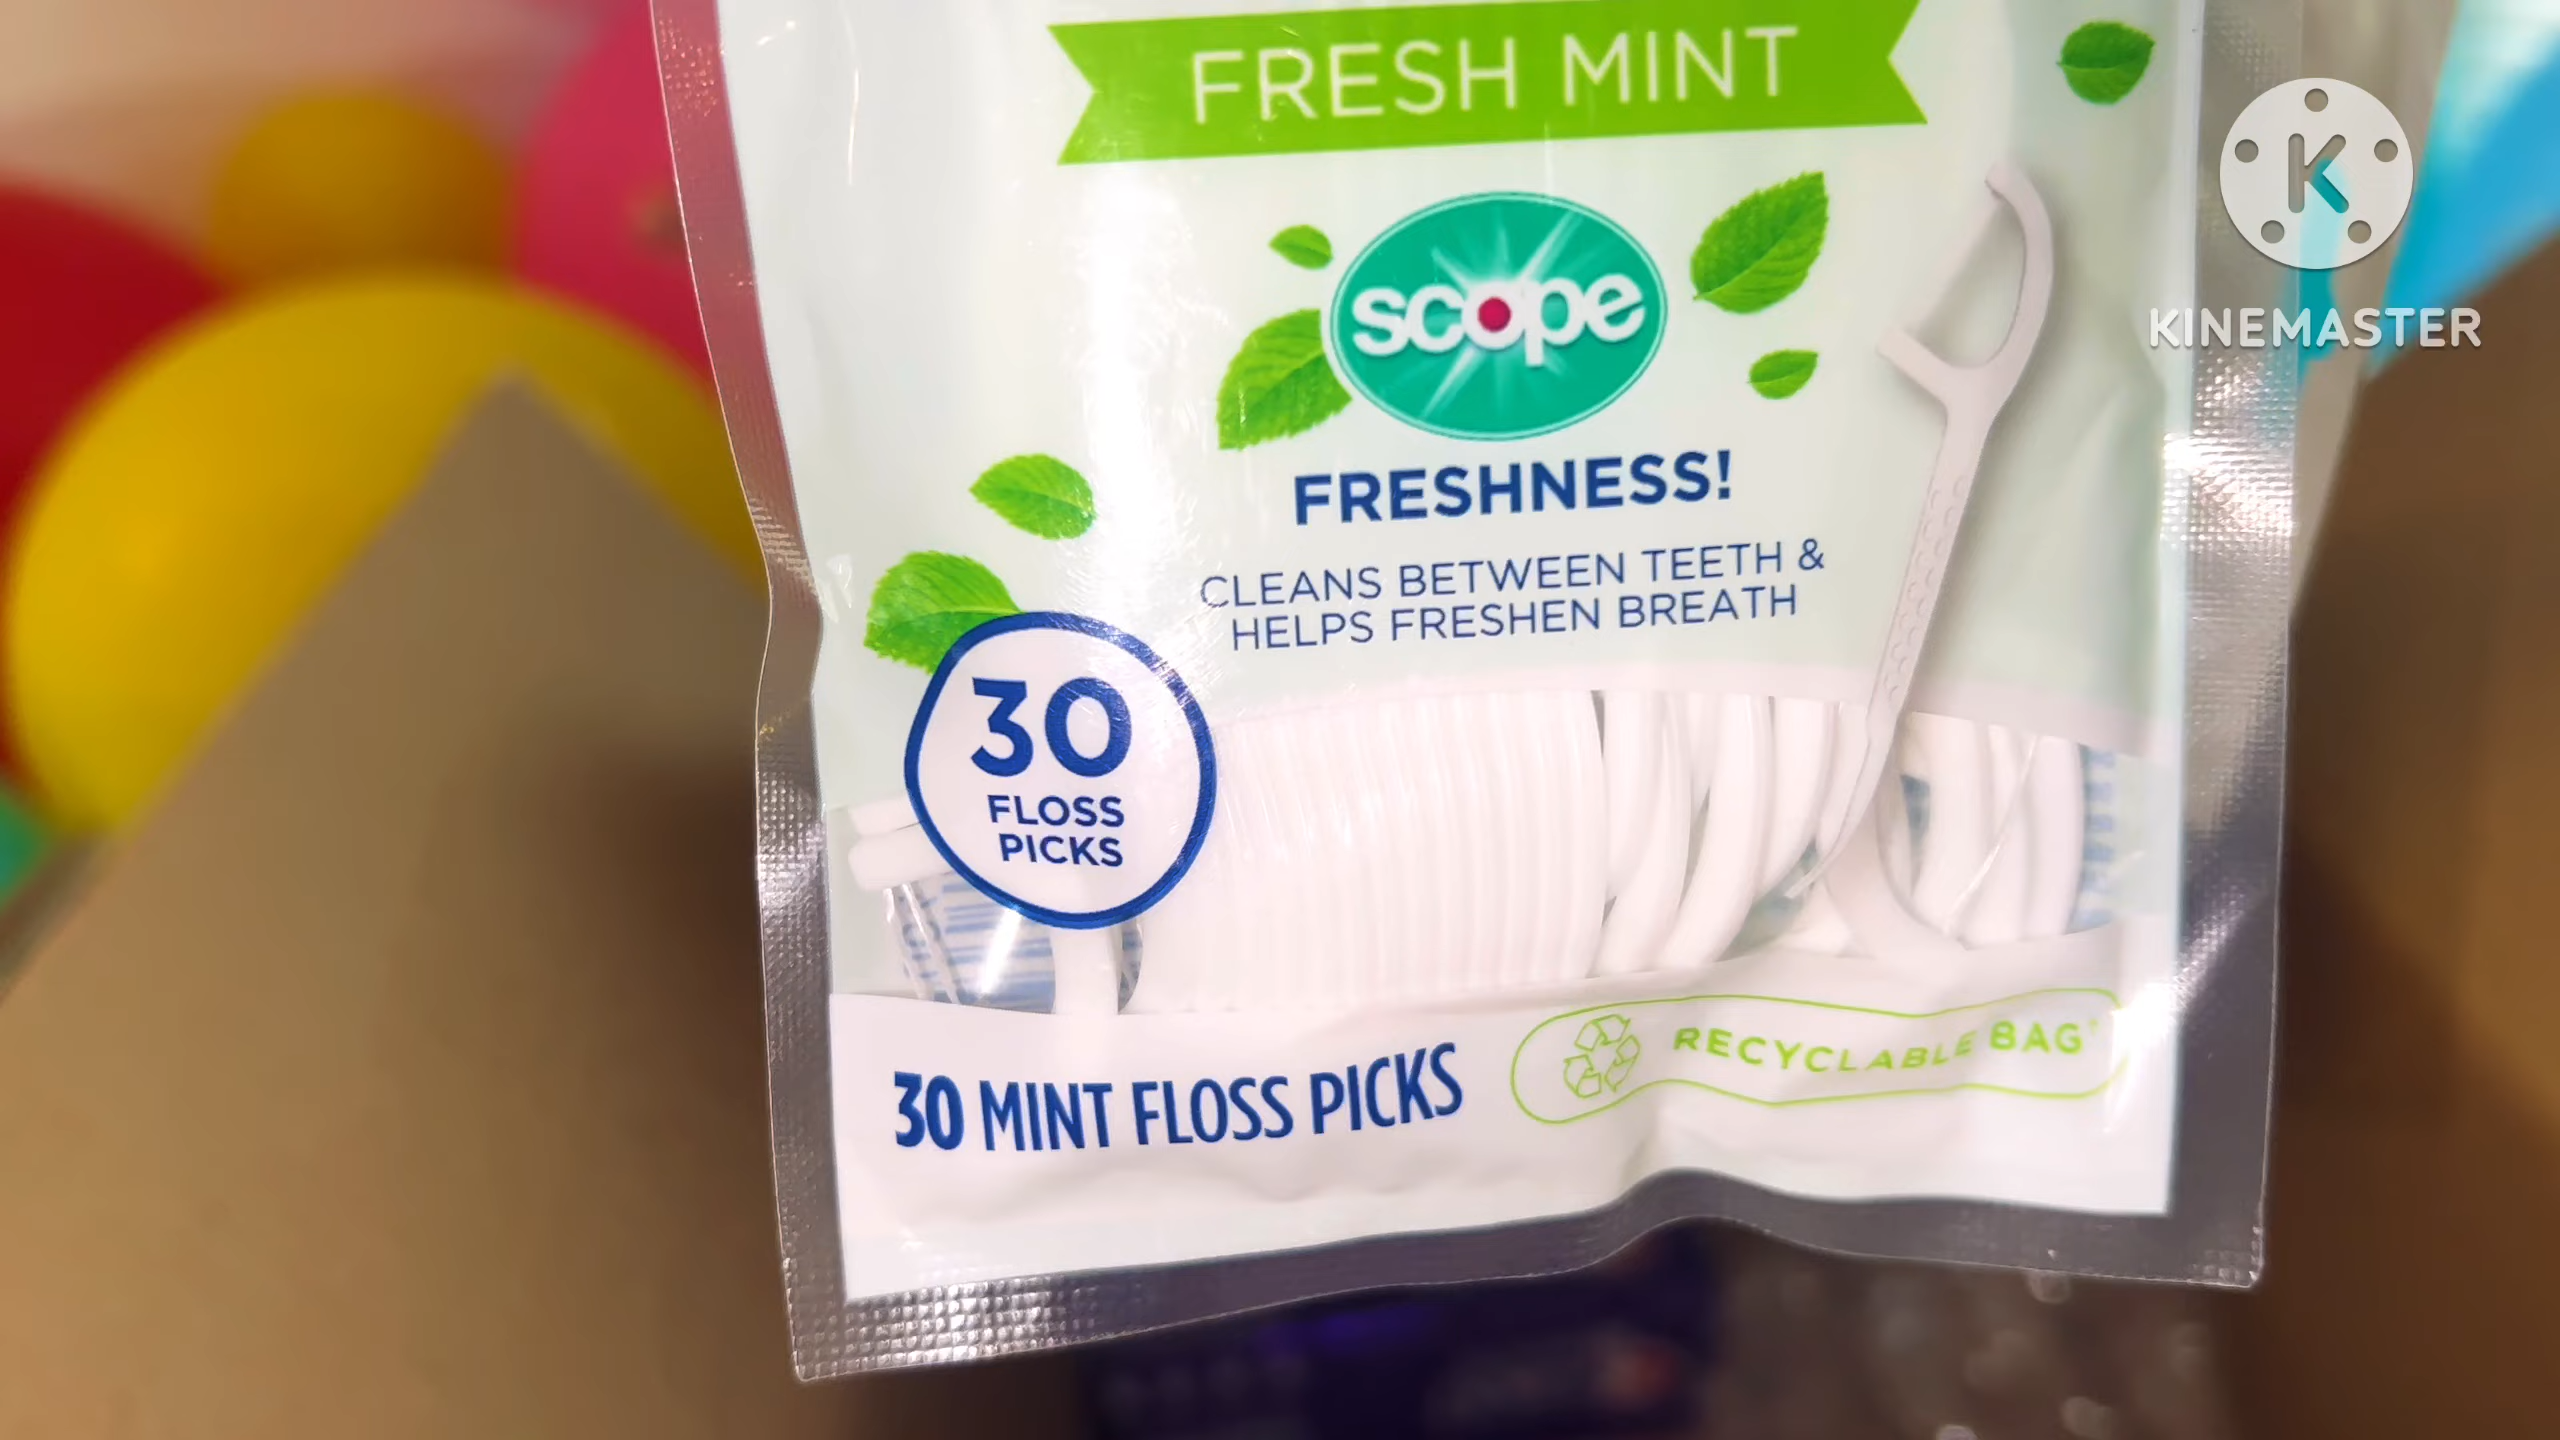 FRESH MINT
scope
FRESHNESS!
CLEANS BETWEEN TEETH &
HELPS FRESHEN BREATH
30
FLOSS
PICKS
30 MINT FLOSS PICKS
RECYCLABLE BAG
K
KINEMASTER